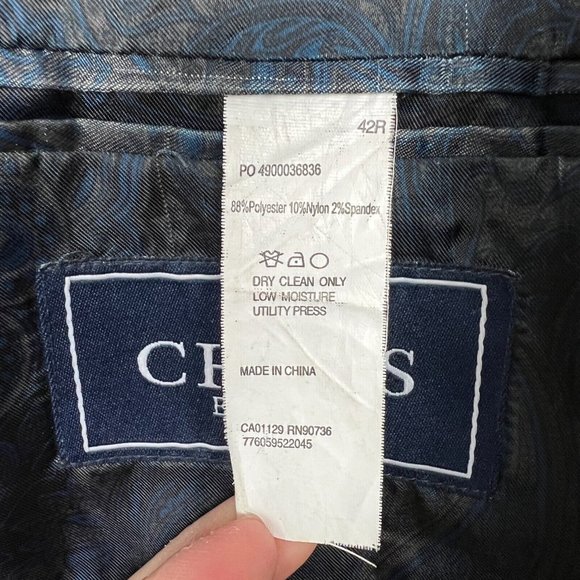 42R
PO 4900036836
88%Polyester 10%Nylon 2%Spandex
DRY CLEAN ONLY
LOW MOISTURE
UTILITY PRESS
MADE IN CHINA
CA01129 RN90736
776059522045